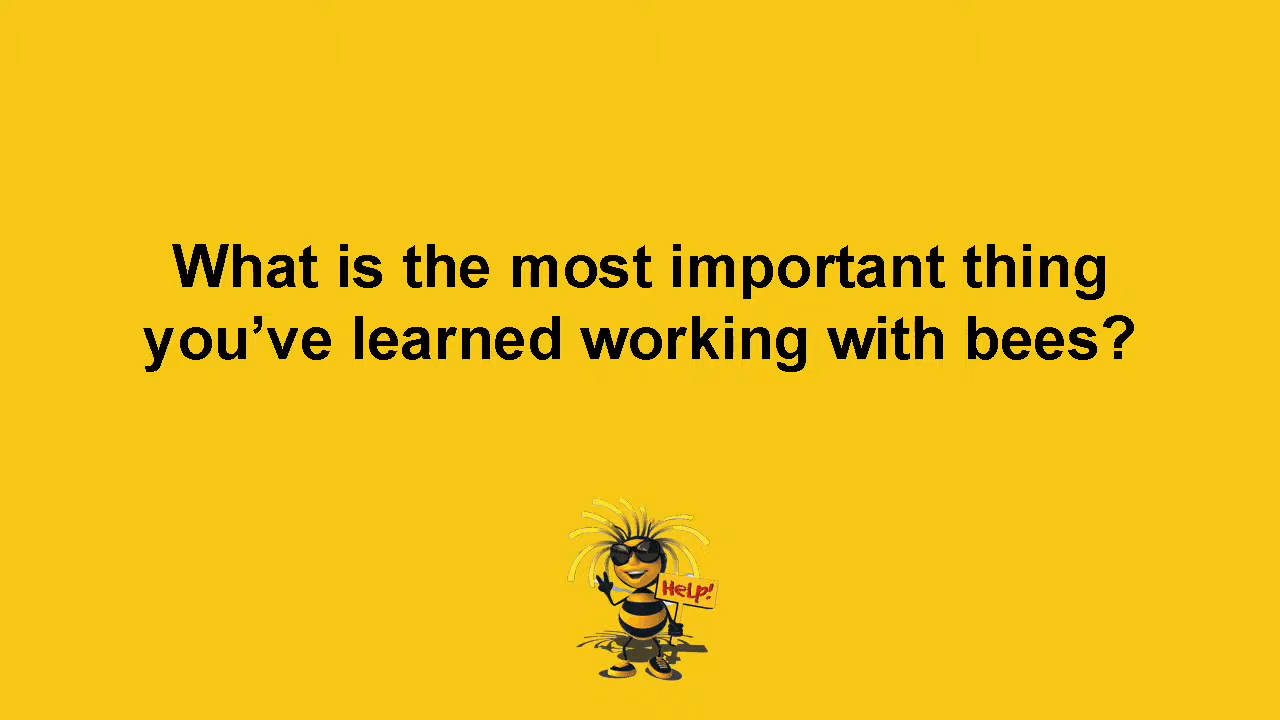 What is the most important thing
you’ve learned working with bees?
HeLp!